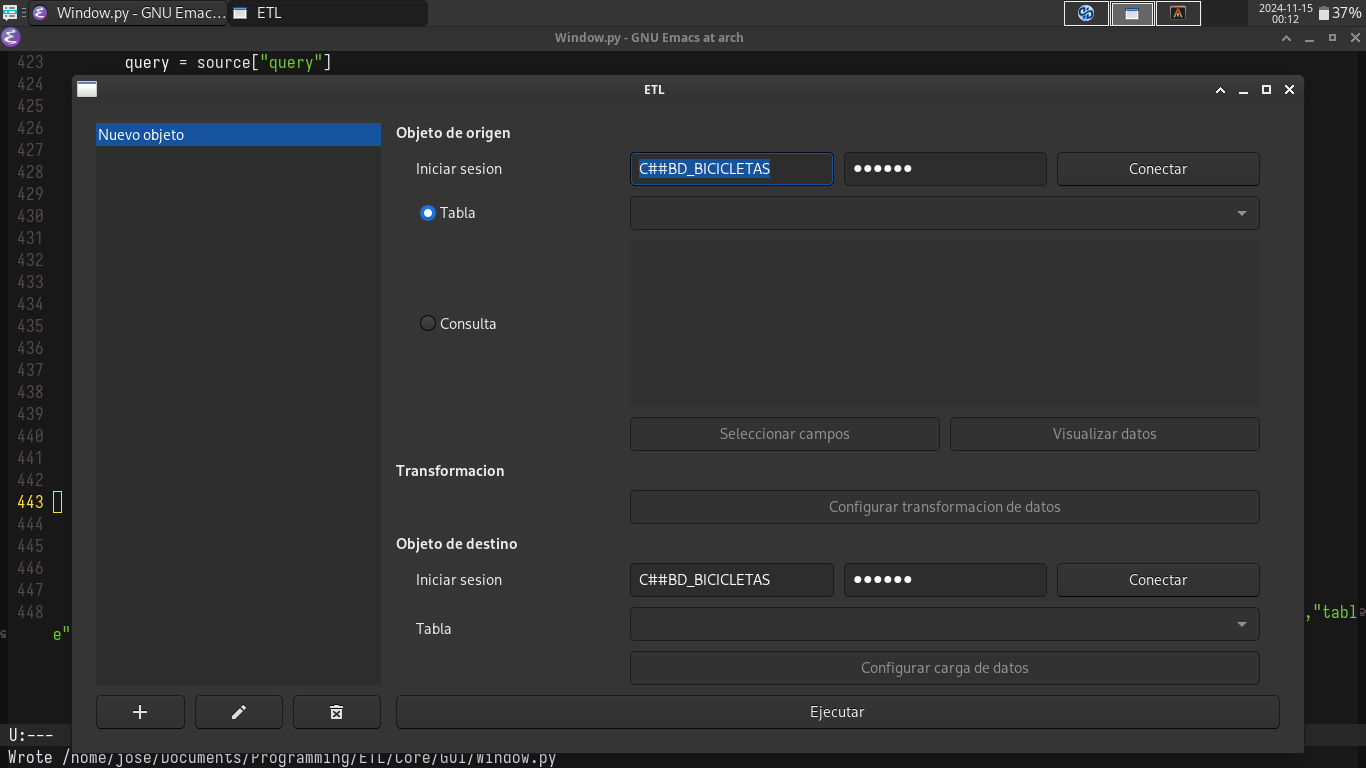 Window.py - GNU Emac... ETL 2024-11-15 00:12 37%
Window.py - GNU Emacs at arch
423 query = source["query"]
424
425
426
427
428
429
430
431
432
433
434
435
436
437
438
439
440
441
442
443
444
445
446
447
448 ,"tabl
e"
ETL
Nuevo objeto
Objeto de origen
Iniciar sesion C##BD_BICICLETAS ●●●●●● Conectar
Tabla
Consulta
Seleccionar campos Visualizar datos
Transformacion
Configurar transformacion de datos
Objeto de destino
Iniciar sesion C##BD_BICICLETAS ●●●●●● Conectar
Tabla
Configurar carga de datos
Ejecutar
U:---
Wrote /home/jose/Documents/Programming/ETL/Core/GUI/Window.py